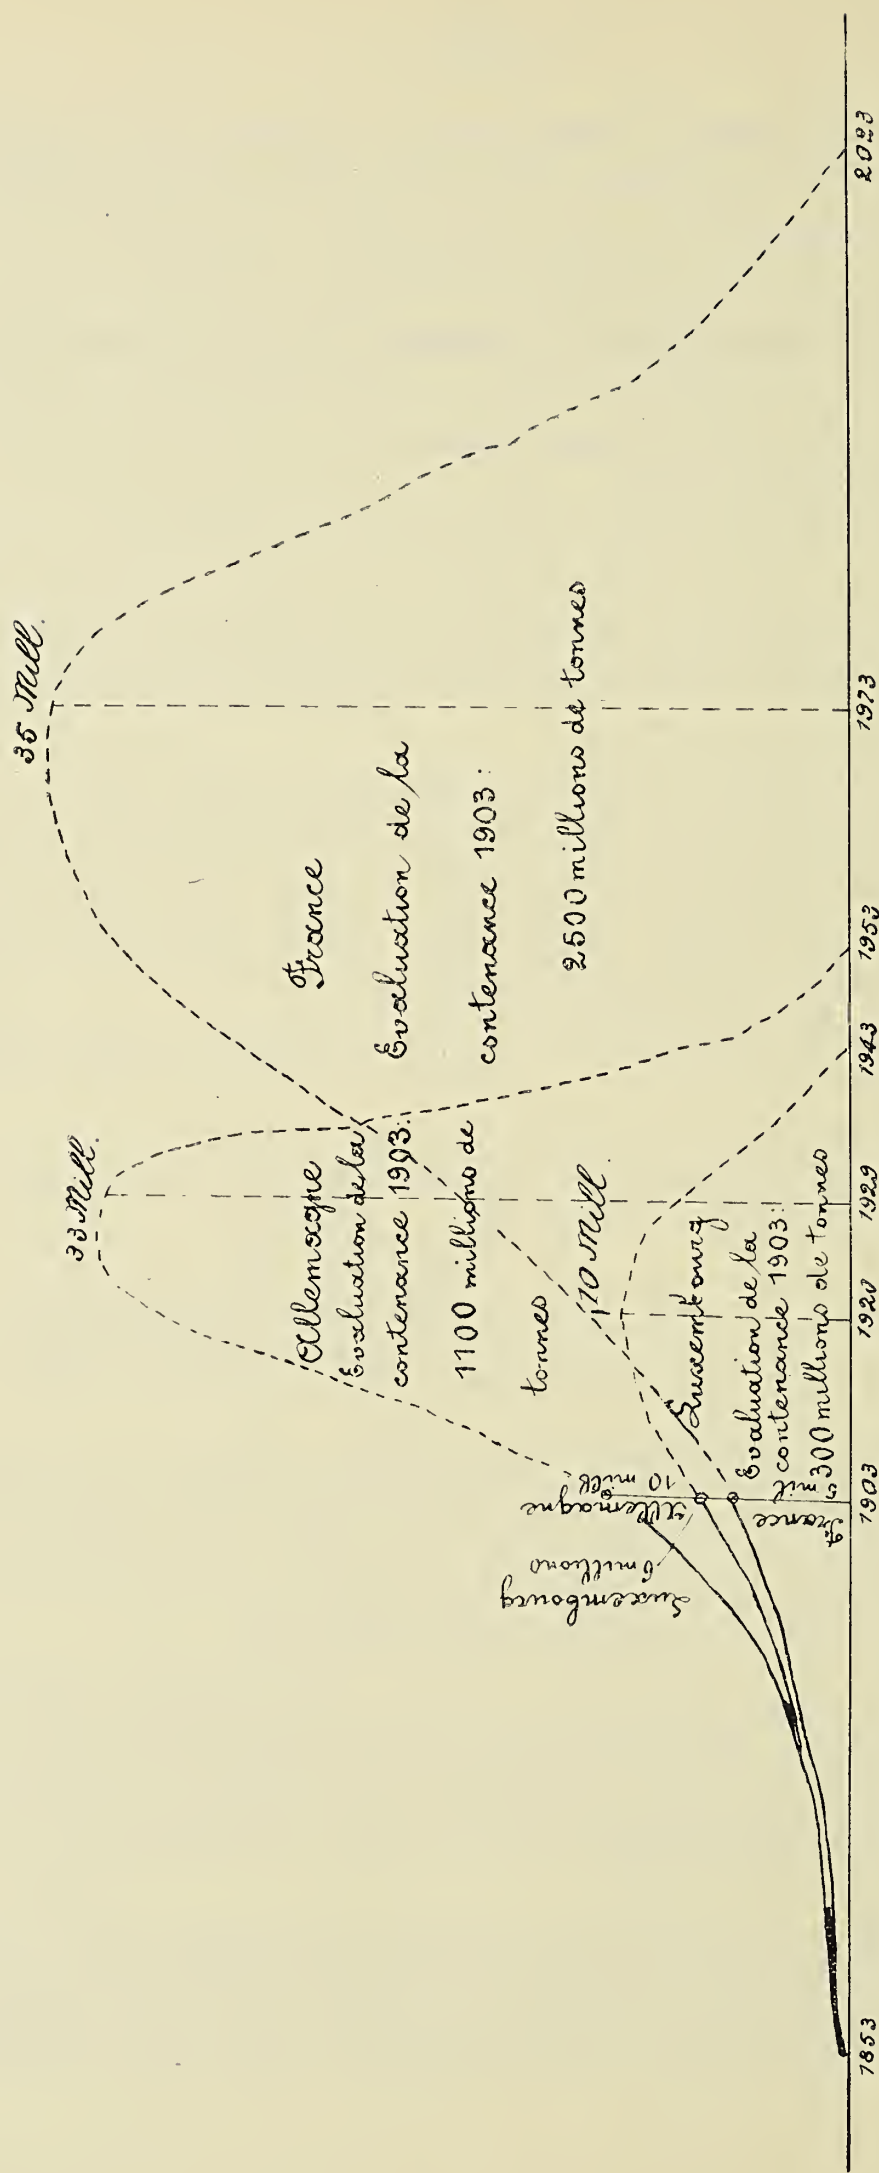 35 Mill.
33 Mill.
France
Evaluation de la
contenance 1903:
2500 millions de tonnes
Allemagne
Evaluation de la
contenance 1903:
1100 millions de
tonnes
10 Mill.
Luxembourg
Evaluation de la
contenance 1903:
300 millions de tonnes
Allemagne
10 mill
Luxembourg
6 millions
France
5 mil
1853
1903
1920
1929
1943
1953
1973
2023